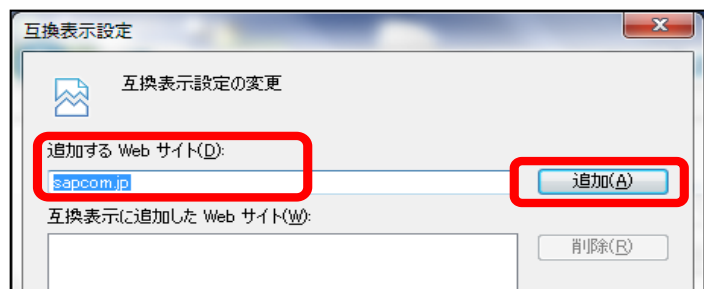 互換表示設定
互換表示設定の変更
追加する Web サイト(D):
sapcom.jp
追加(A)
互換表示に追加した Web サイト(W):
削除(R)